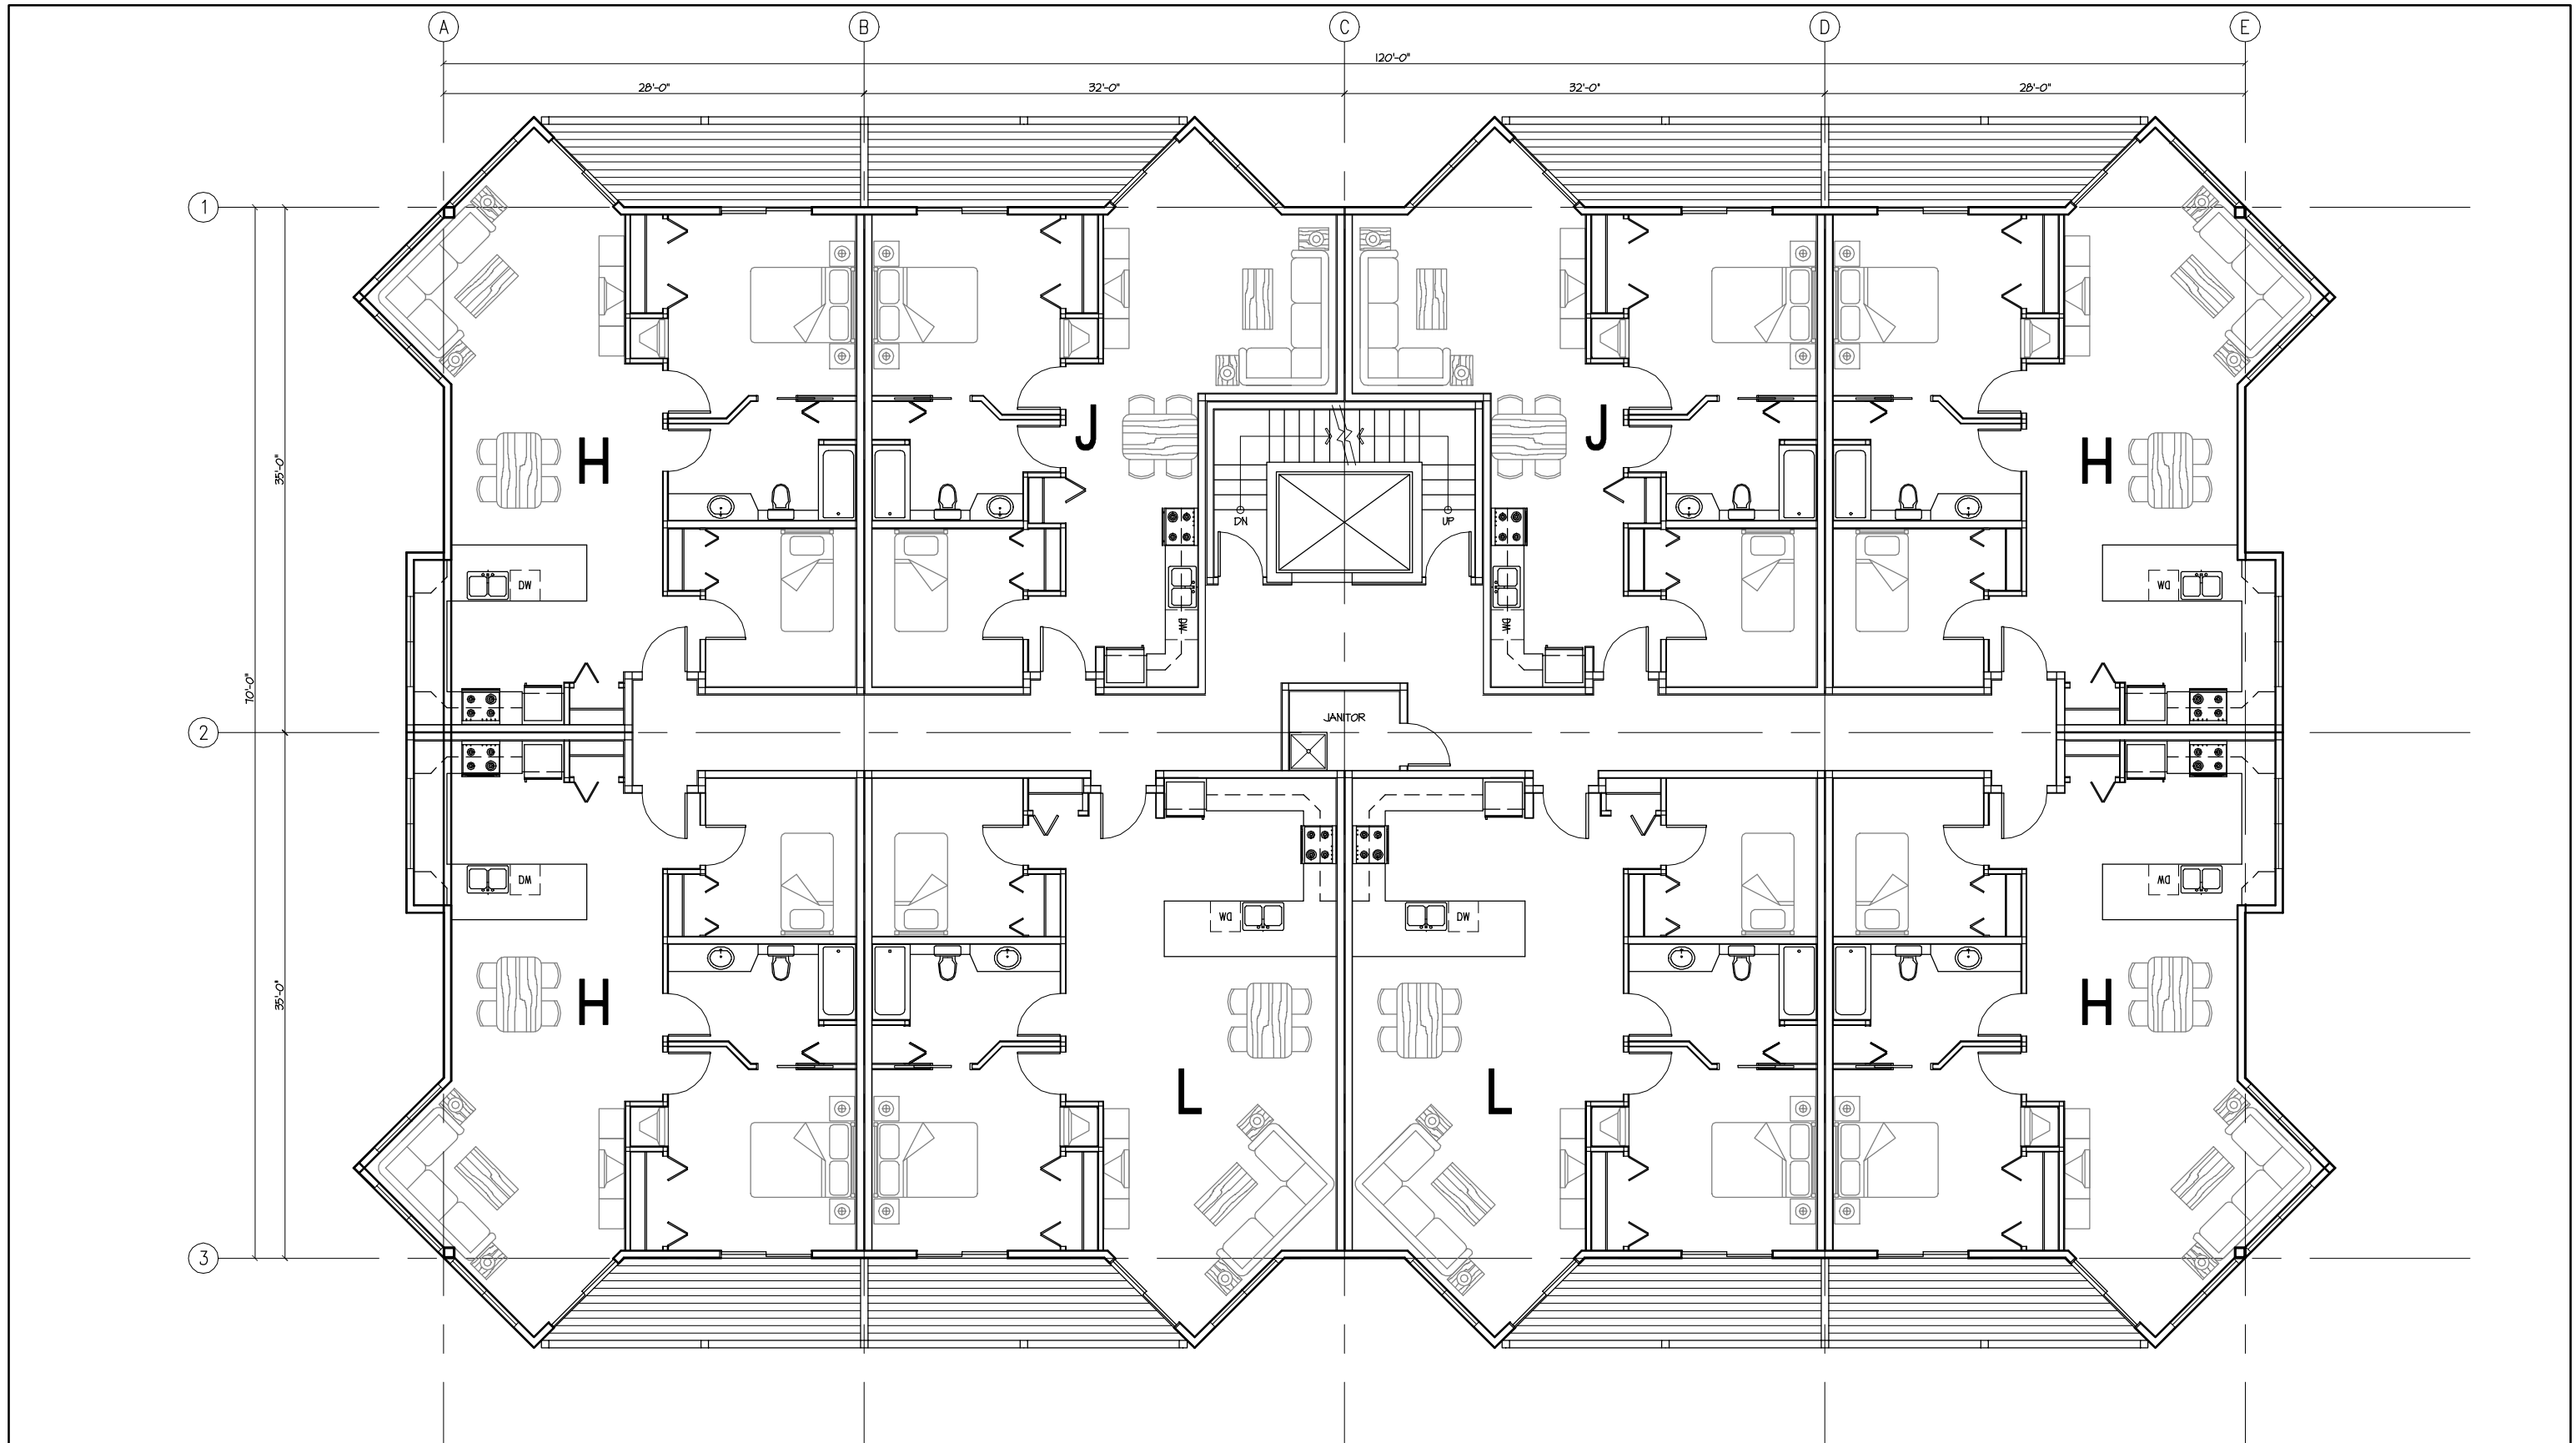 A B C D E
120'-0"
28'-0" 32'-0" 32'-0" 28'-0"
1
J J
H H
35'-0"
DN UP
DW DW
DW DW
70'-0"
2
JANITOR
DW DW
DW DW
35'-0"
H H
L L
3